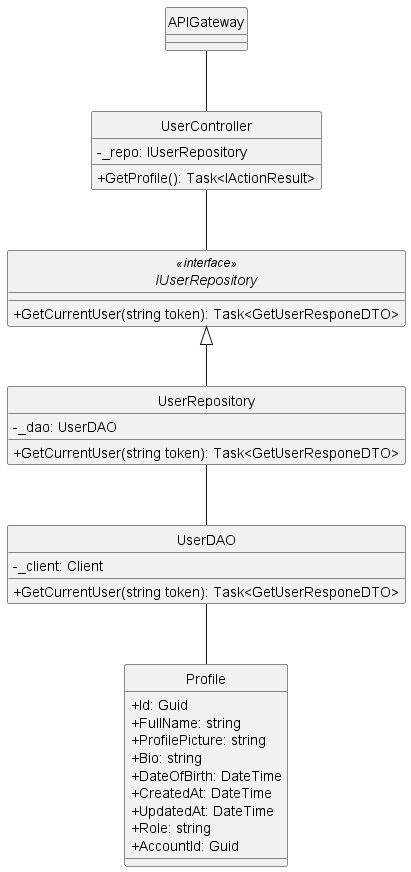 APIGateway
UserController
-_repo: IUserRepository
+GetProfile(): Task<IActionResult>
«interface»
IUserRepository
+GetCurrentUser(string token): Task<GetUserResponeDTO>
UserRepository
-_dao: UserDAO
+GetCurrentUser(string token): Task<GetUserResponeDTO>
UserDAO
-_client: Client
+GetCurrentUser(string token): Task<GetUserResponeDTO>
Profile
+Id: Guid
+FullName: string
+ProfilePicture: string
+Bio: string
+DateOfBirth: DateTime
+CreatedAt: DateTime
+UpdatedAt: DateTime
+Role: string
+AccountId: Guid